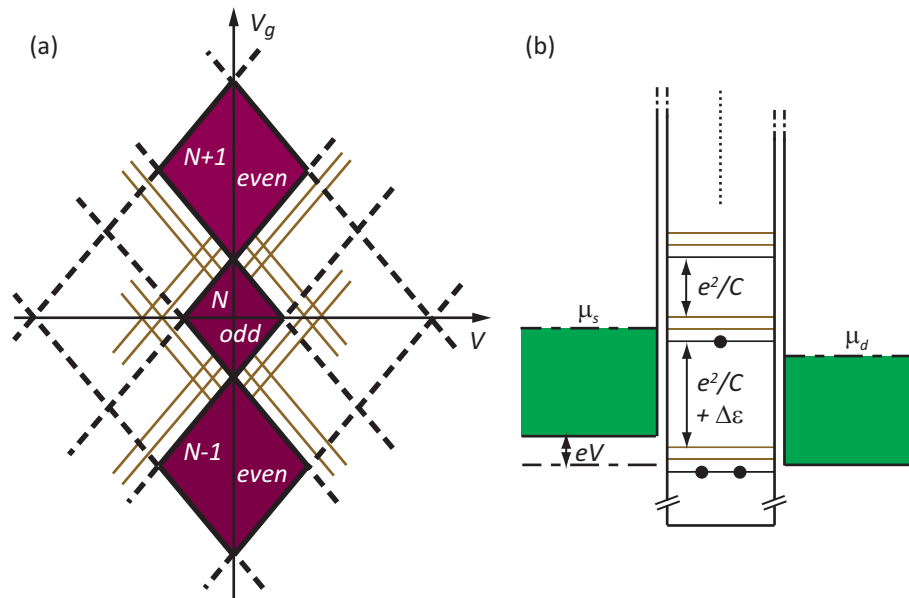 (a)
V_g
N+1
even
N
odd
V
N-1
even
(b)
e²/C
μ_s
μ_d
e²/C
+ Δε
eV